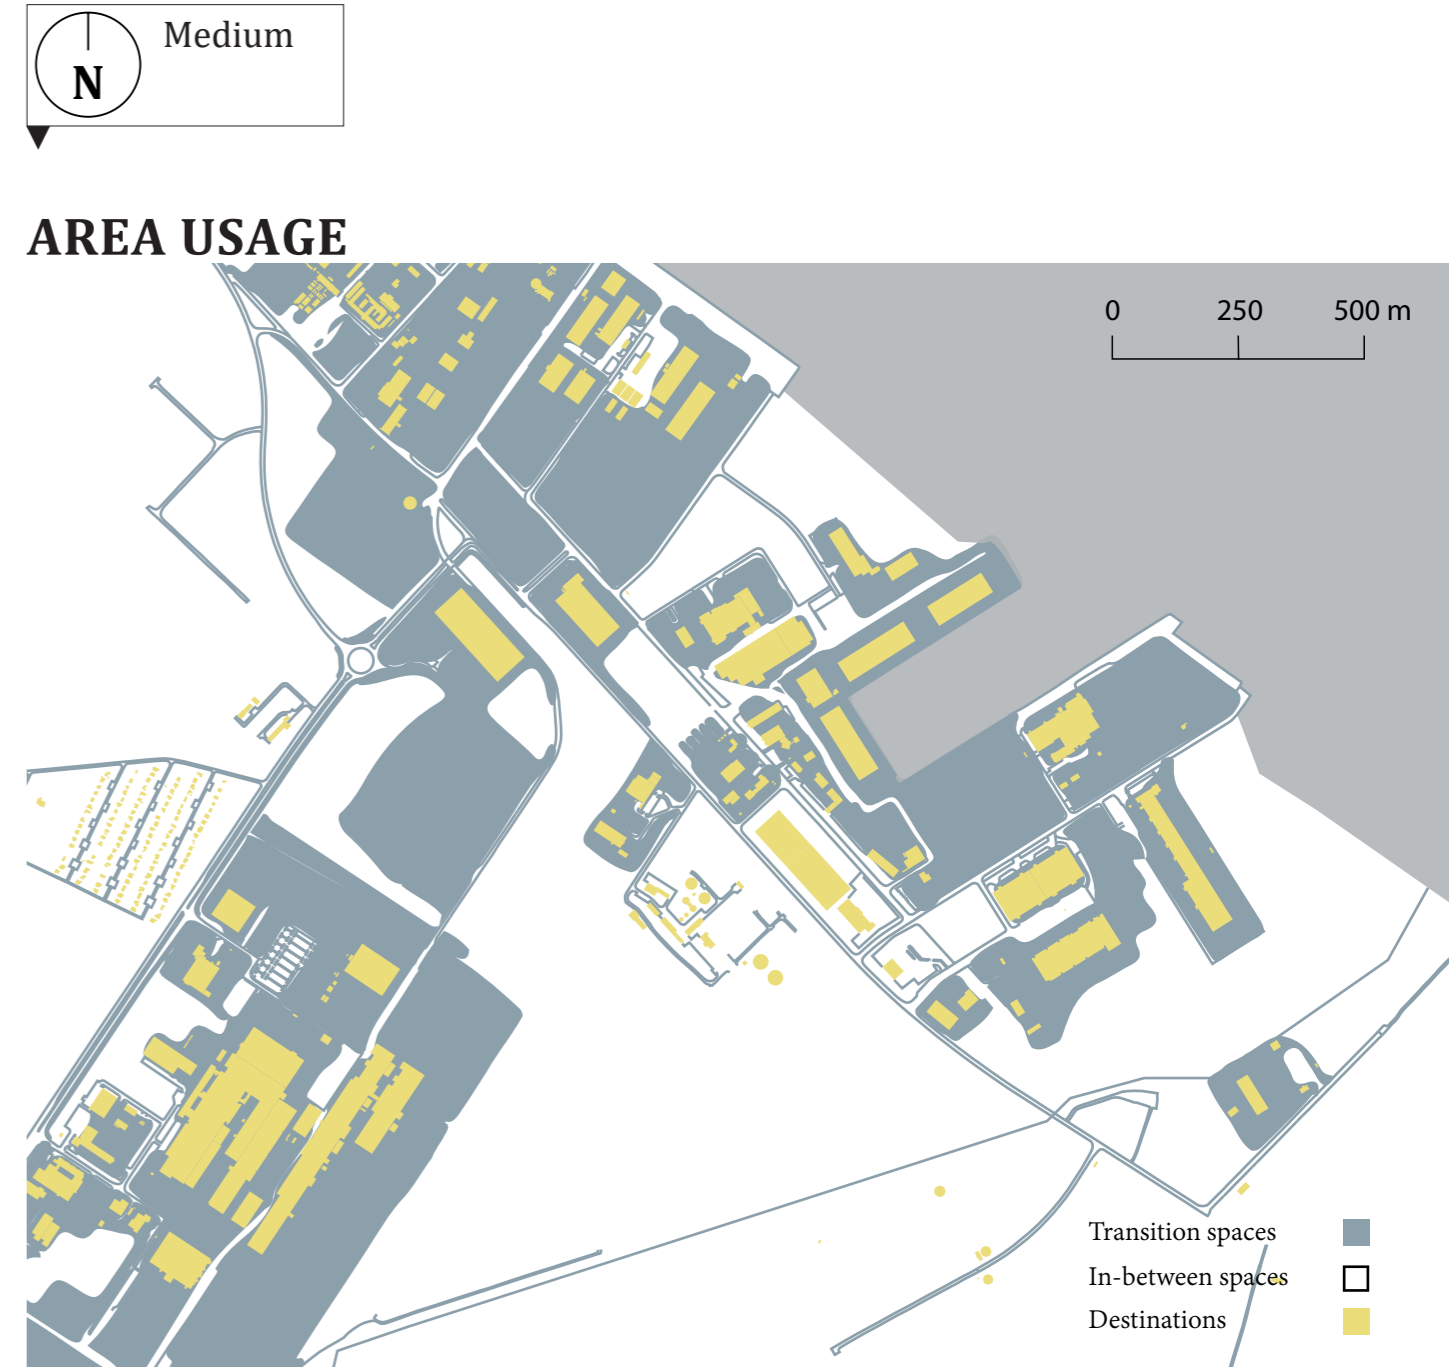 Medium
N
AREA USAGE
0 250 500 m
Transition spaces
In-between spaces
Destinations